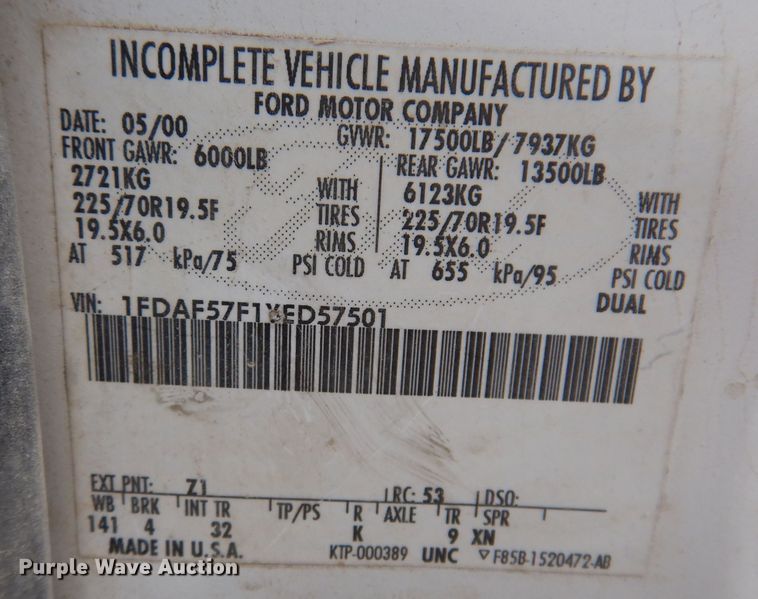 INCOMPLETE VEHICLE MANUFACTURED BY
FORD MOTOR COMPANY
DATE: 05/00 GVWR: 17500LB/7937KG
FRONT GAWR: 6000LB REAR GAWR: 13500LB
2721KG WITH 6123KG WITH
225/70R19.5F TIRES 225/70R19.5F TIRES
19.5X6.0 RIMS 19.5X6.0 RIMS
AT 517 kPa/75 PSI COLD AT 655 kPa/95 PSI COLD
DUAL
VIN: 1FDAF57F1YED57501
EXT PNT: Z1 RC: 53 DSO:
WB BRK INT TR TP/PS R AXLE TR SPR
141 4 32 K 9 XN
MADE IN U.S.A. KTP-000389 UNC F85B-1520472-AB
Purple Wave Auction